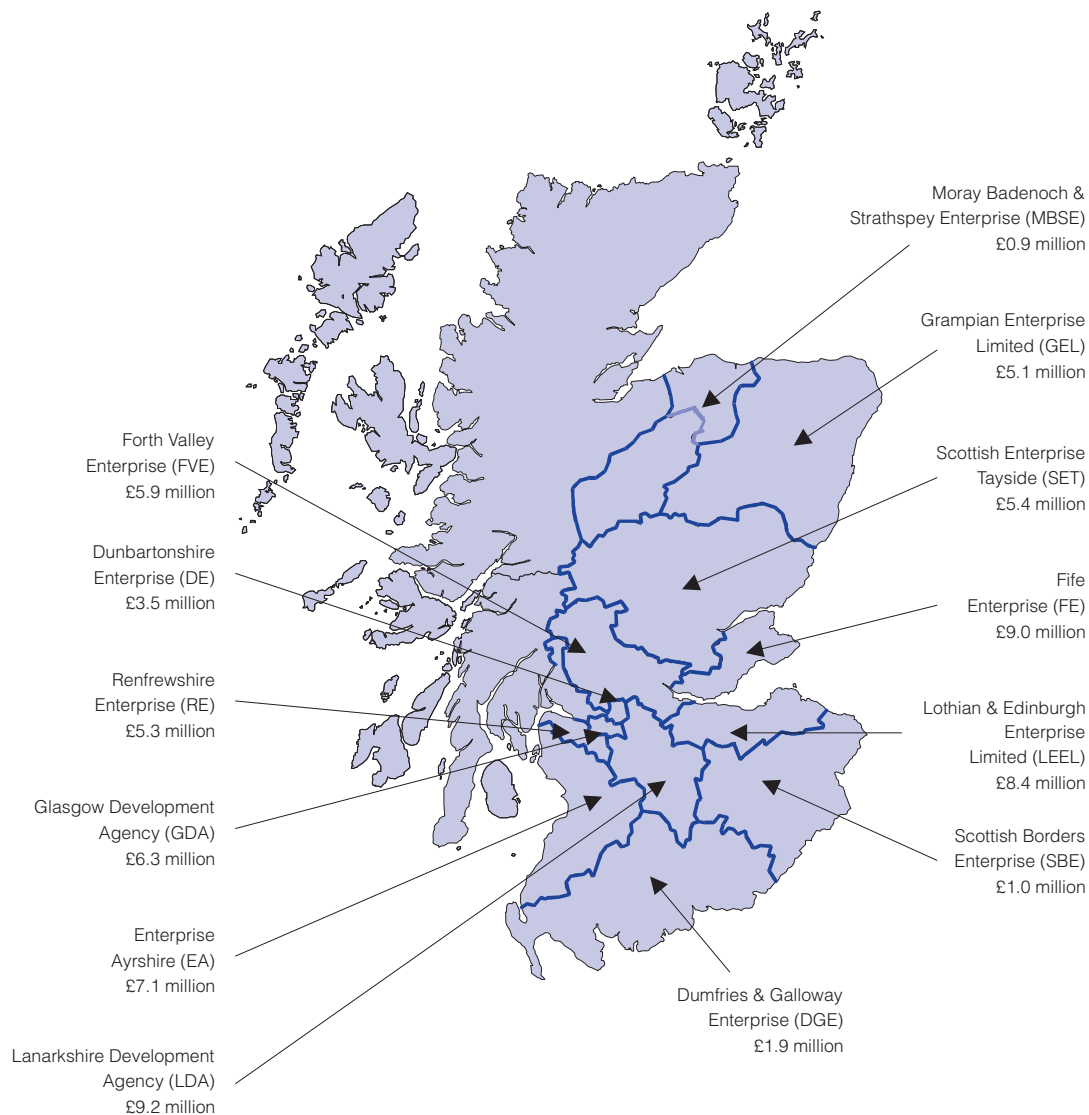 Moray Badenoch &
Strathspey Enterprise (MBSE)
£0.9 million
Grampian Enterprise
Limited (GEL)
£5.1 million
Forth Valley
Enterprise (FVE)
£5.9 million
Scottish Enterprise
Tayside (SET)
£5.4 million
Dunbartonshire
Enterprise (DE)
£3.5 million
Fife
Enterprise (FE)
£9.0 million
Renfrewshire
Enterprise (RE)
£5.3 million
Lothian & Edinburgh
Enterprise
Limited (LEEL)
£8.4 million
Glasgow Development
Agency (GDA)
£6.3 million
Scottish Borders
Enterprise (SBE)
£1.0 million
Enterprise
Ayrshire (EA)
£7.1 million
Dumfries & Galloway
Enterprise (DGE)
£1.9 million
Lanarkshire Development
Agency (LDA)
£9.2 million